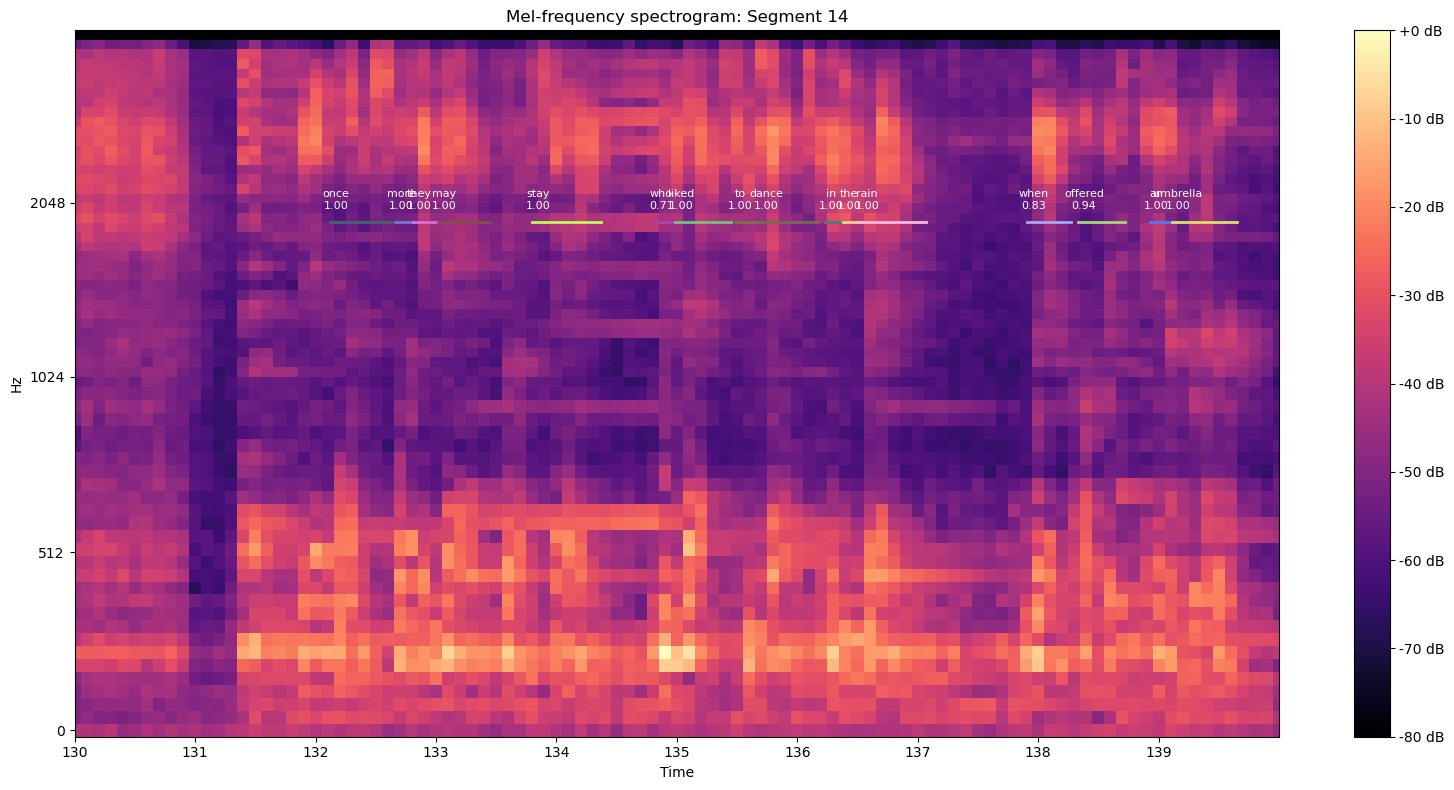 Mel-frequency spectrogram: Segment 14
+0 dB
-10 dB
-20 dB
-30 dB
-40 dB
-50 dB
-60 dB
-70 dB
-80 dB
Hz
2048
1024
512
0
once more they may stay who liked to dance in the rain when offered an umbrella
1.00 1.00 1.00 1.00 1.00 0.71 1.00 1.00 1.00 1.00 1.00 1.00 0.83 0.94 1.00 1.00
130 131 132 133 134 135 136 137 138 139
Time